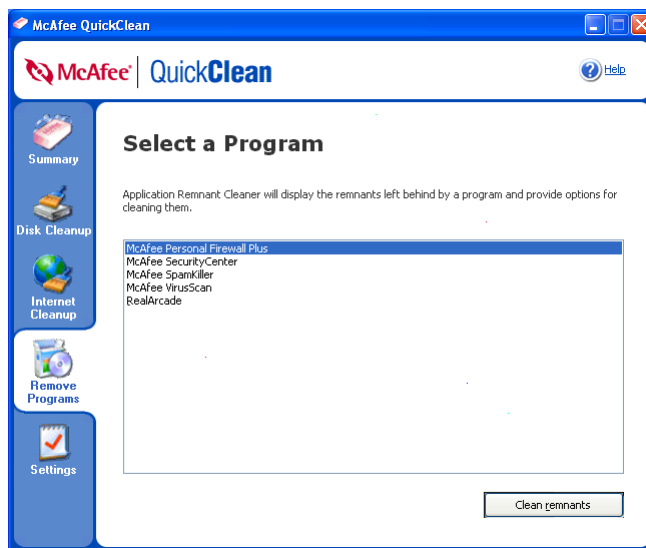 McAfee QuickClean
McAfee® QuickClean
Help
Summary
Disk Cleanup
Internet
Cleanup
Remove
Programs
Settings
Select a Program
Application Remnant Cleaner will display the remnants left behind by a program and provide options for
cleaning them.
McAfee Personal Firewall Plus
McAfee SecurityCenter
McAfee SpamKiller
McAfee VirusScan
RealArcade
Clean remnants